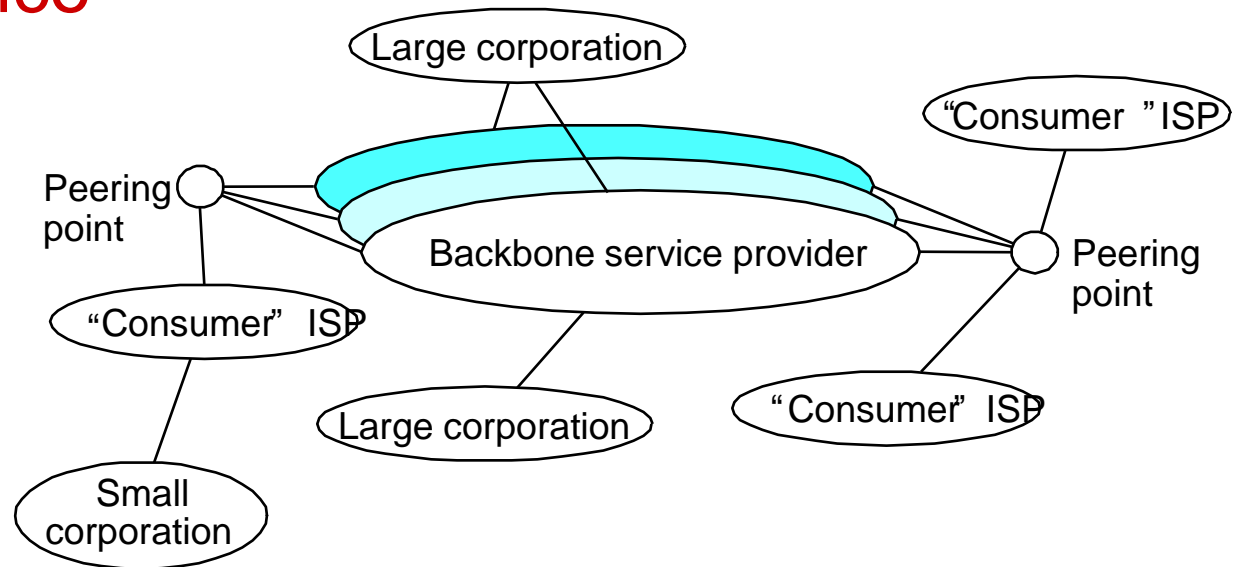 Large corporation
“Consumer ” ISP
Peering
point
Backbone service provider
Peering
point
“Consumer” ISP
Large corporation
“Consumer” ISP
Small
corporation